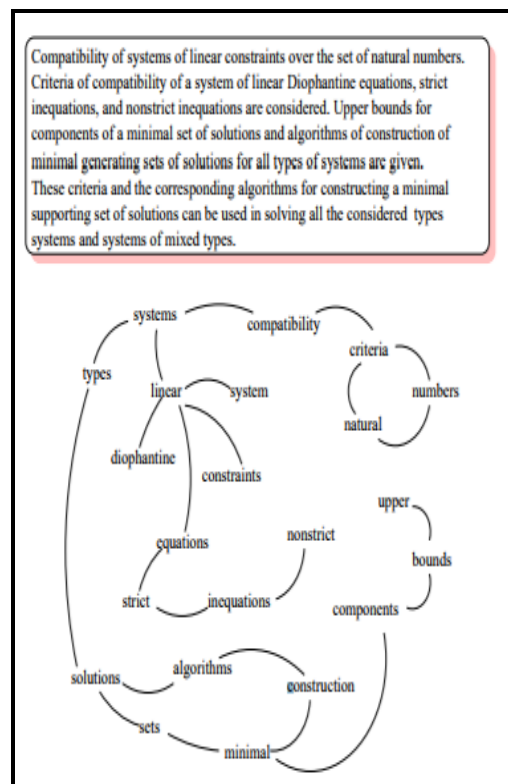 Compatibility of systems of linear constraints over the set of natural numbers.
Criteria of compatibility of a system of linear Diophantine equations, strict
inequations, and nonstrict inequations are considered. Upper bounds for
components of a minimal set of solutions and algorithms of construction of
minimal generating sets of solutions for all types of systems are given.
These criteria and the corresponding algorithms for constructing a minimal
supporting set of solutions can be used in solving all the considered types
systems and systems of mixed types.
systems
compatibility
criteria
types
linear
system
numbers
natural
diophantine
constraints
upper
equations
nonstrict
bounds
strict
inequations
components
algorithms
solutions
construction
sets
minimal